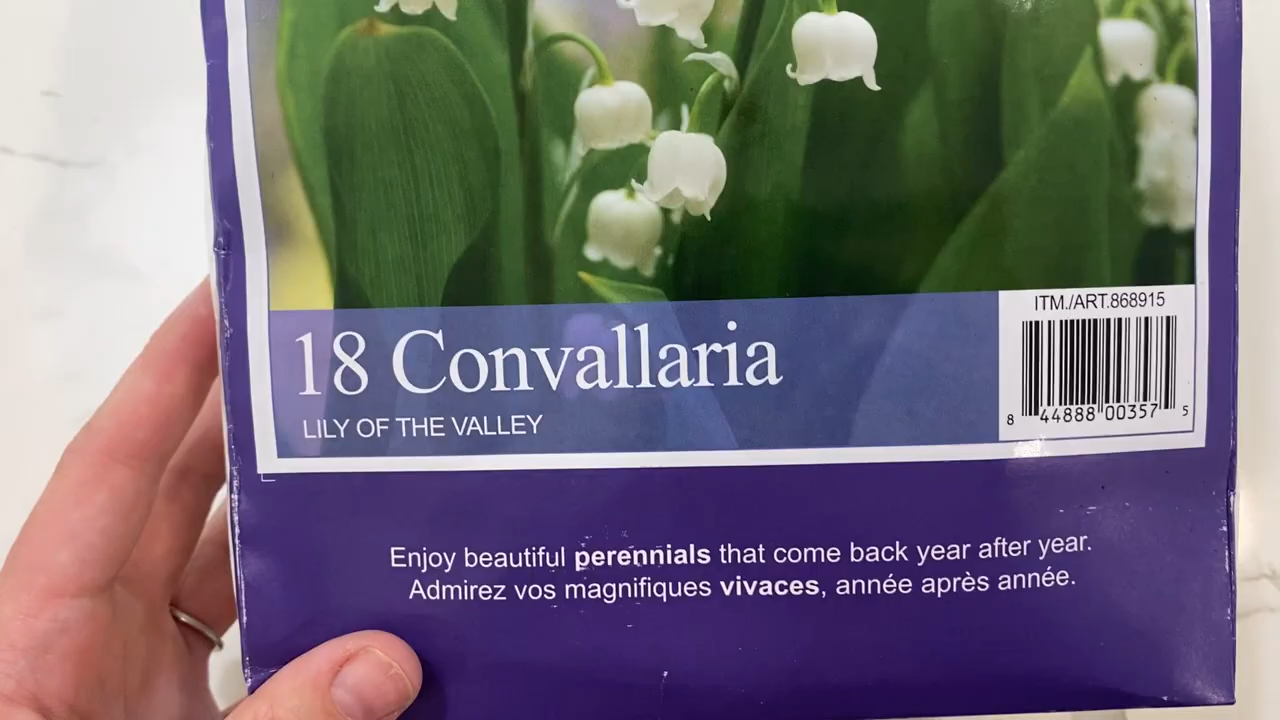 ITM./ART.868915
8 44888 00357 5
18 Convallaria
LILY OF THE VALLEY
Enjoy beautiful perennials that come back year after year.
Admirez vos magnifiques vivaces, année après année.